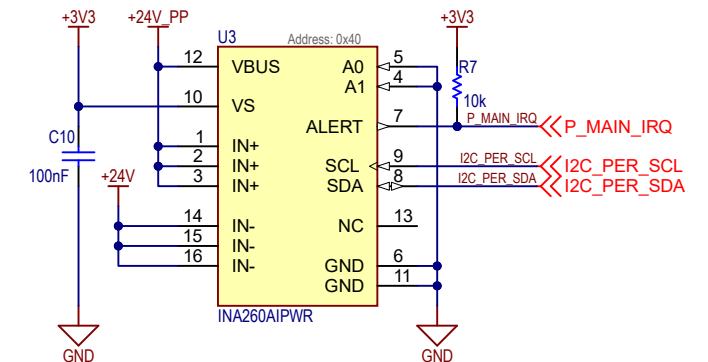 +3V3
+24V_PP
+3V3
U3
Address: 0x40
12
VBUS
A0
5
R7
A1
4
10k
10
VS
ALERT
7
P_MAIN_IRQ
P_MAIN_IRQ
C10
100nF
1
IN+
2
IN+
3
IN+
SCL
9
I2C_PER_SCL
I2C_PER_SCL
SDA
8
I2C_PER_SDA
I2C_PER_SDA
+24V
14
IN-
NC
13
15
IN-
16
IN-
GND
6
GND
11
INA260AIPWR
GND
GND